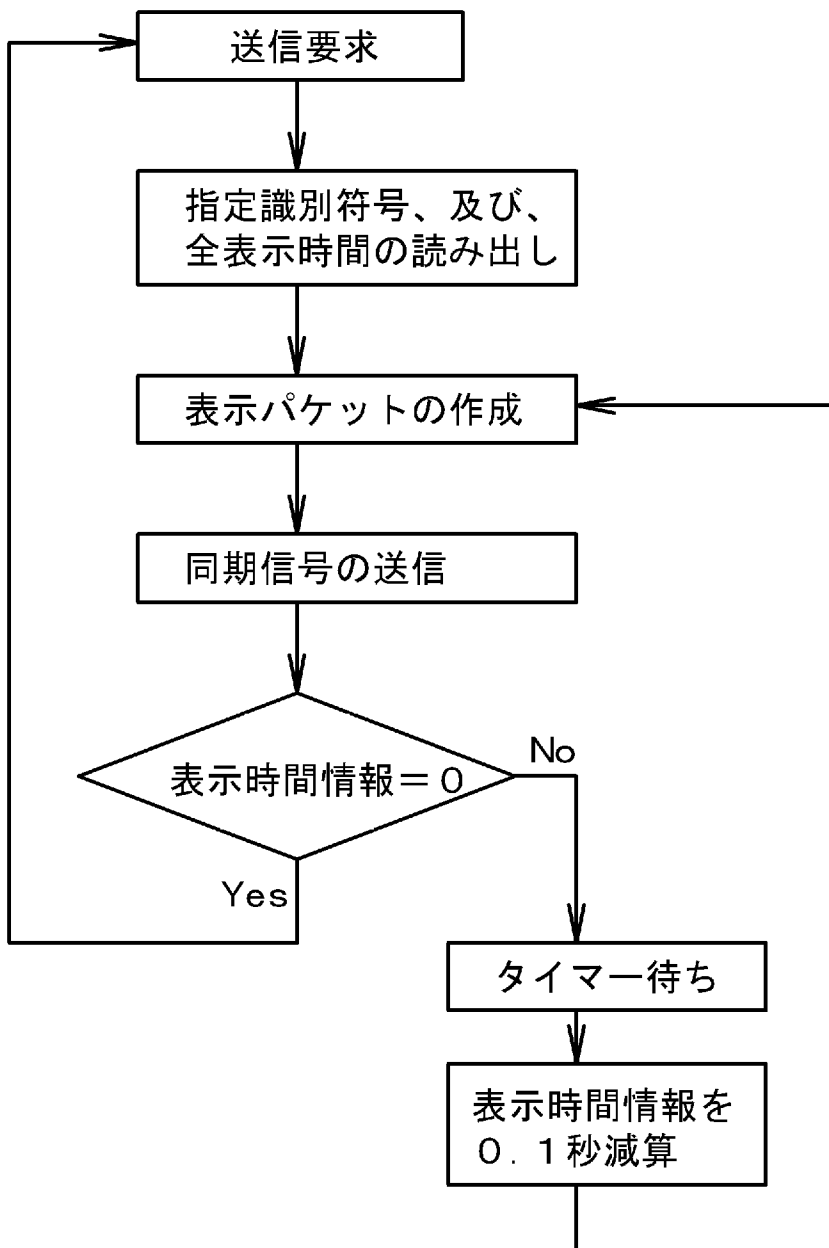 送信要求
指定識別符号、及び、
全表示時間の読み出し
表示パケットの作成
同期信号の送信
表示時間情報＝０
No
Yes
タイマー待ち
表示時間情報を
０．１秒減算